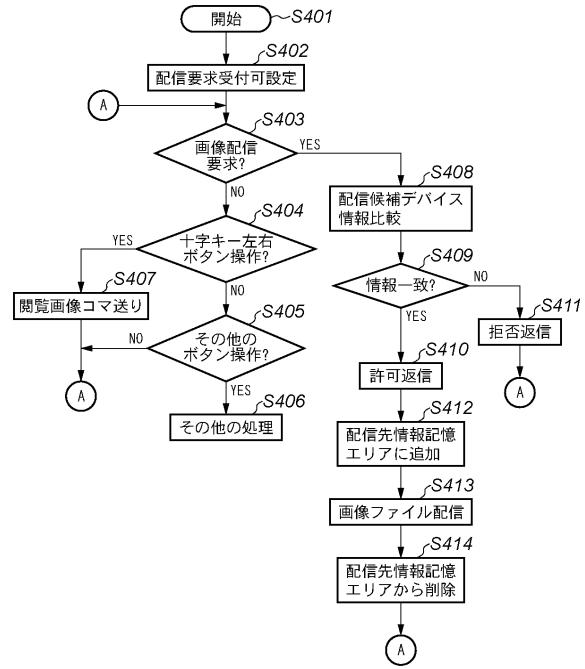 開始
S401
S402
配信要求受付可設定
A
S403
画像配信
要求?
YES
NO
S404
十字キー左右
ボタン操作?
YES
NO
S407
閲覧画像コマ送り
A
S405
その他の
ボタン操作?
NO
YES
S406
その他の処理
S408
配信候補デバイス
情報比較
S409
情報一致?
NO
YES
S411
拒否返信
A
S410
許可返信
S412
配信先情報記憶
エリアに追加
S413
画像ファイル配信
S414
配信先情報記憶
エリアから削除
A